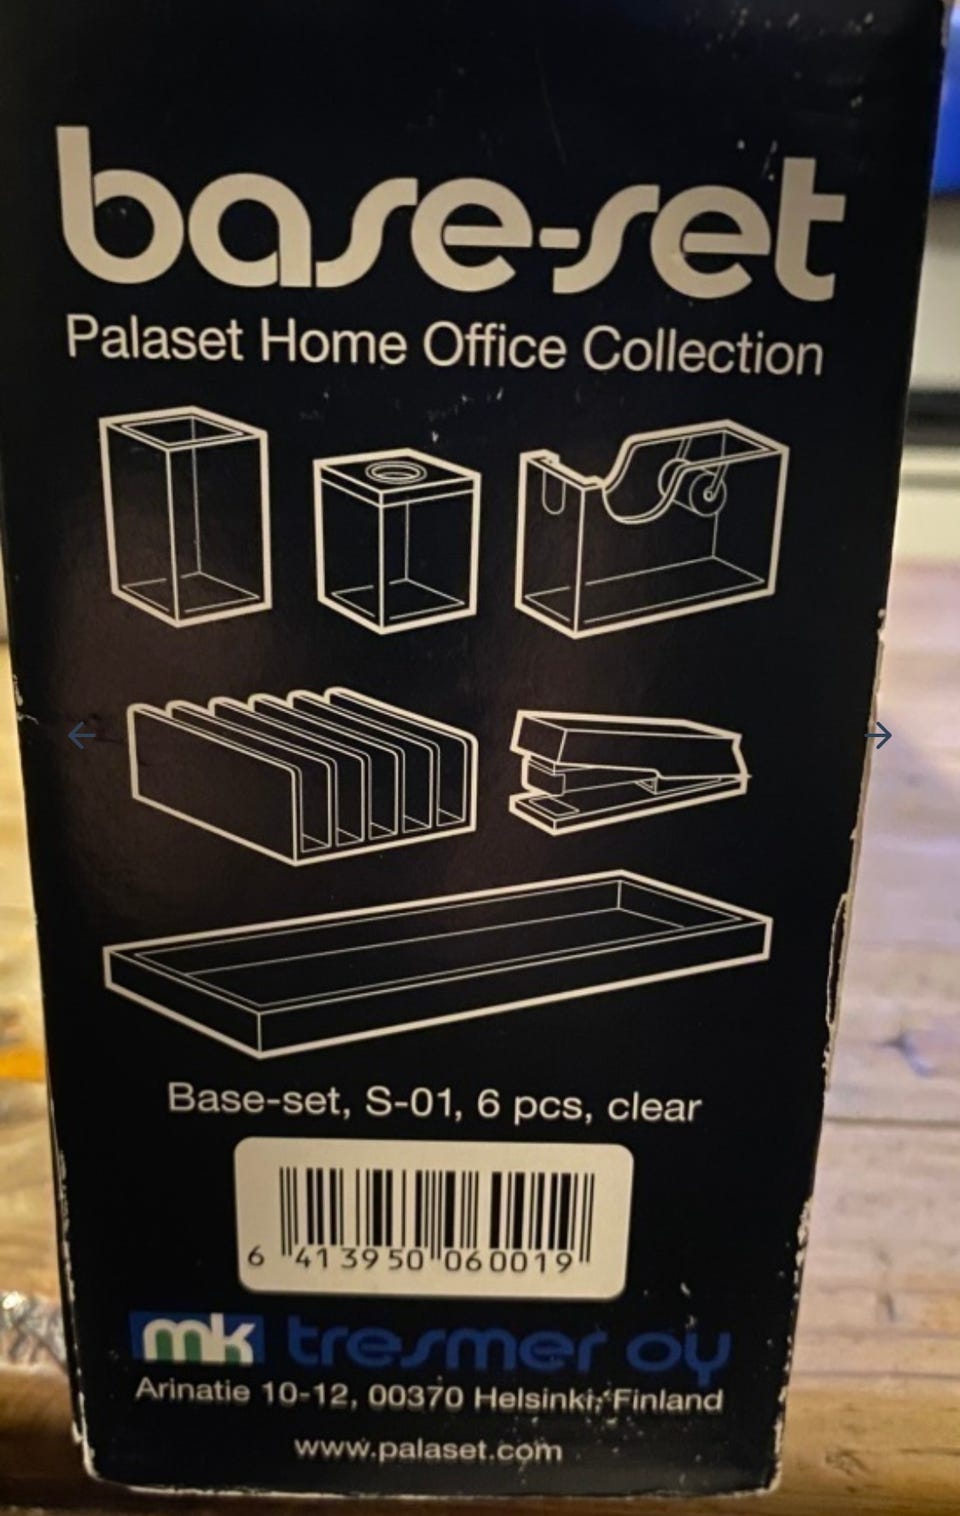 base-set
Palaset Home Office Collection
Base-set, S-01, 6 pcs, clear
6 413950 060019
mk tresmer oy
Arinatie 10-12, 00370 Helsinki, Finland
www.palaset.com